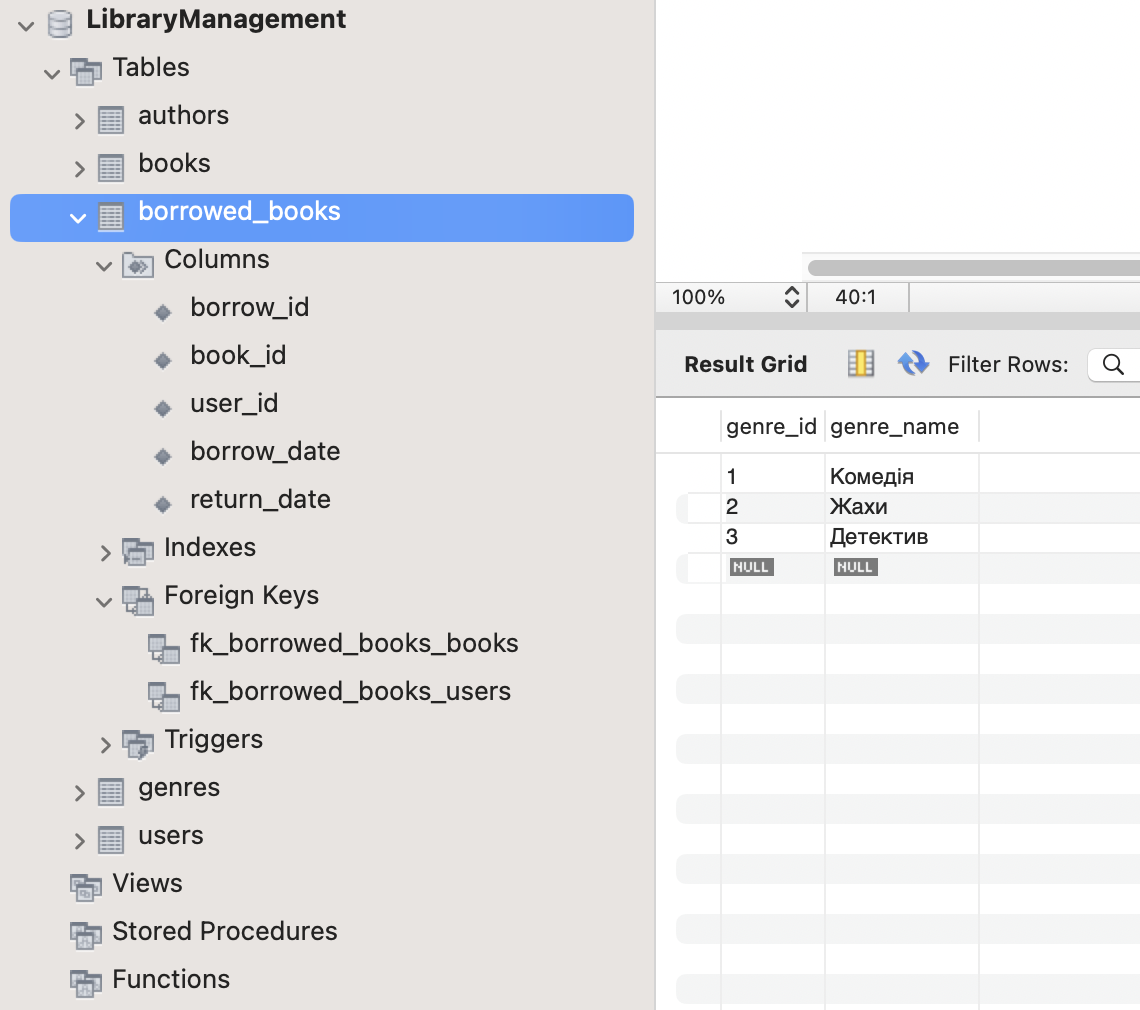 LibraryManagement
Tables
authors
books
borrowed_books
Columns
borrow_id
book_id
user_id
borrow_date
return_date
Indexes
Foreign Keys
fk_borrowed_books_books
fk_borrowed_books_users
Triggers
genres
users
Views
Stored Procedures
Functions
100% 40:1
Result Grid Filter Rows:
genre_id genre_name
1 Комедія
2 Жахи
3 Детектив
NULL NULL